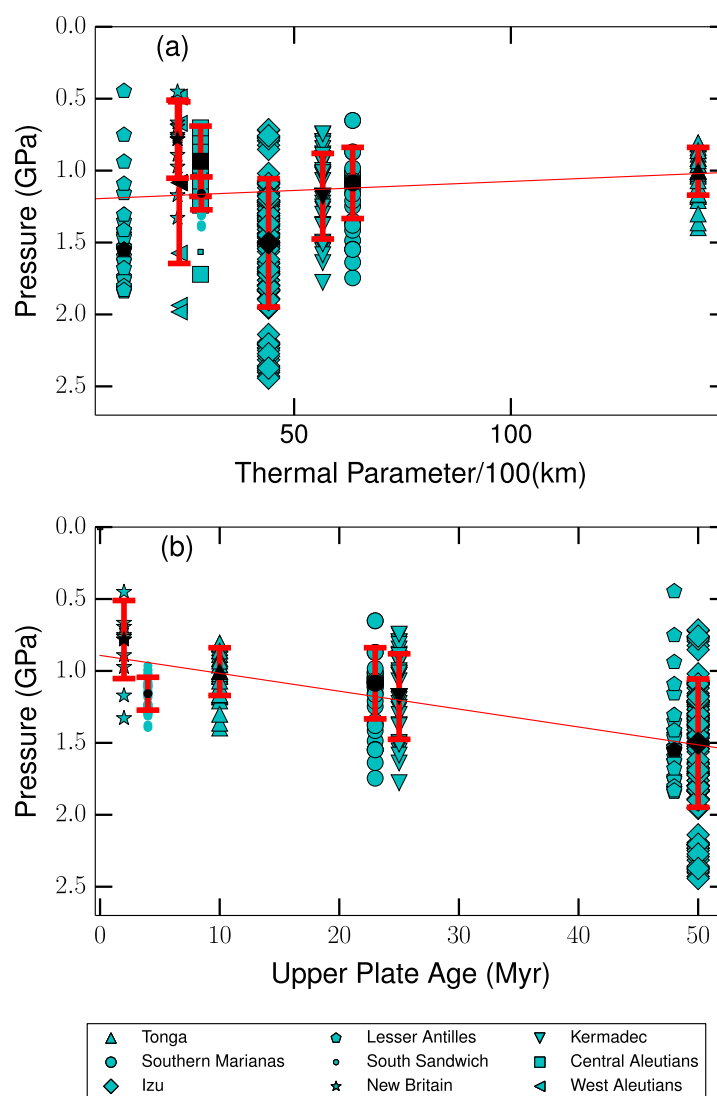 0.0
(a)
0.5
1.0
1.5
2.0
2.5
Pressure (GPa)
50
100
Thermal Parameter/100(km)
0.0
(b)
0.5
1.0
1.5
2.0
2.5
Pressure (GPa)
0
10
20
30
40
50
Upper Plate Age (Myr)
Tonga
Lesser Antilles
Kermadec
Southern Marianas
South Sandwich
Central Aleutians
Izu
New Britain
West Aleutians